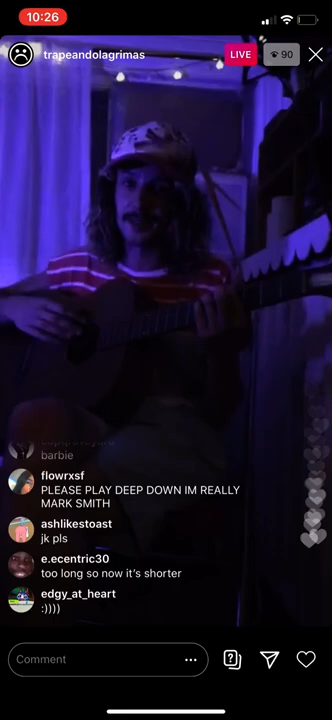 10:26
trapeandolagrimas
LIVE
90
barbie
flowrxsf
PLEASE PLAY DEEP DOWN IM REALLY
MARK SMITH
ashlikestoast
jk pls
e.ecentric30
too long so now it's shorter
edgy_at_heart
:))))
Comment